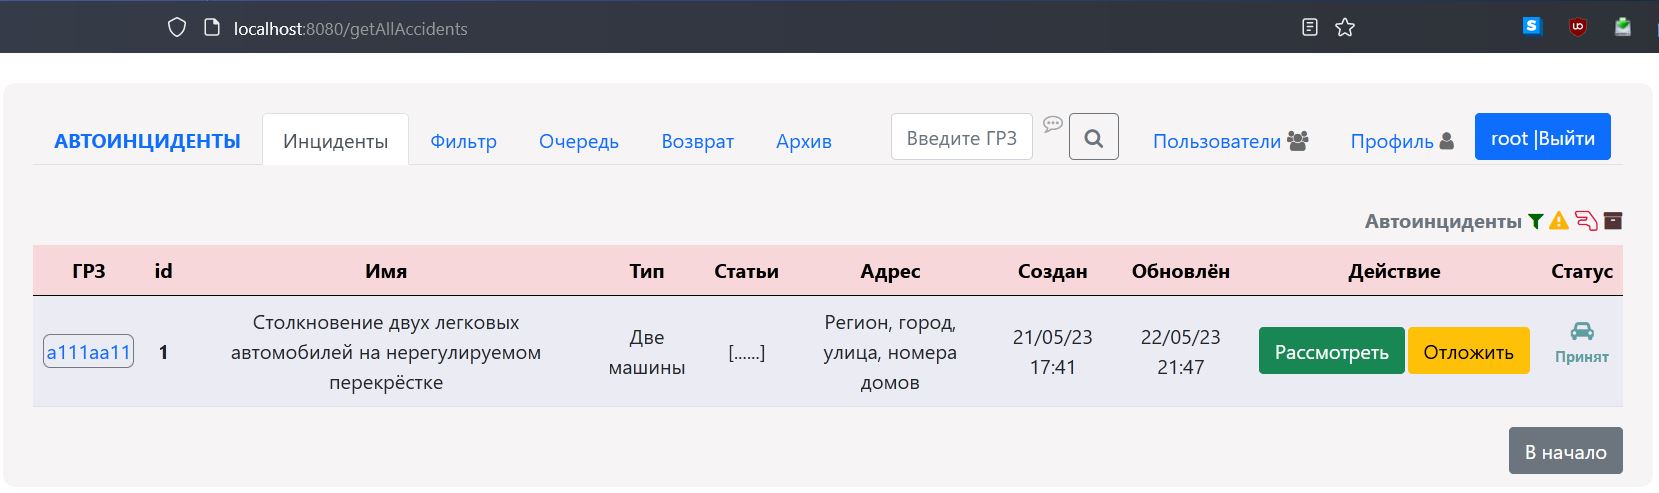 localhost:8080/getAllAccidents
АВТОИНЦИДЕНТЫ Инциденты Фильтр Очередь Возврат Архив Введите ГРЗ Пользователи Профиль root |Выйти
Автоинциденты
ГРЗ id Имя Тип Статьи Адрес Создан Обновлён Действие Статус
a111aa11
1
Столкновение двух легковых
автомобилей на нерегулируемом
перекрёстке
Две
машины
[......]
Регион, город,
улица, номера
домов
21/05/23
17:41
22/05/23
21:47
Рассмотреть Отложить
Принят
В начало